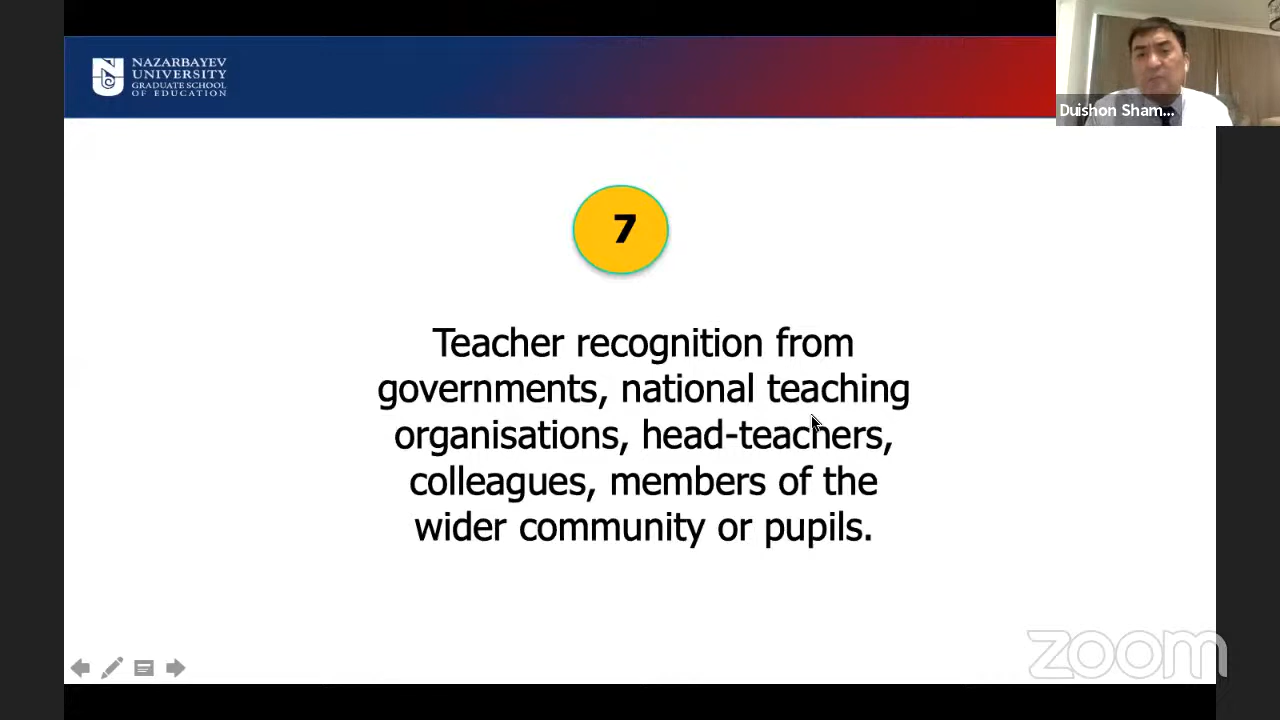 NAZARBAYEV
UNIVERSITY
GRADUATE SCHOOL
OF EDUCATION
Duishon Sham...
7
Teacher recognition from
governments, national teaching
organisations, head-teachers,
colleagues, members of the
wider community or pupils.
zoom